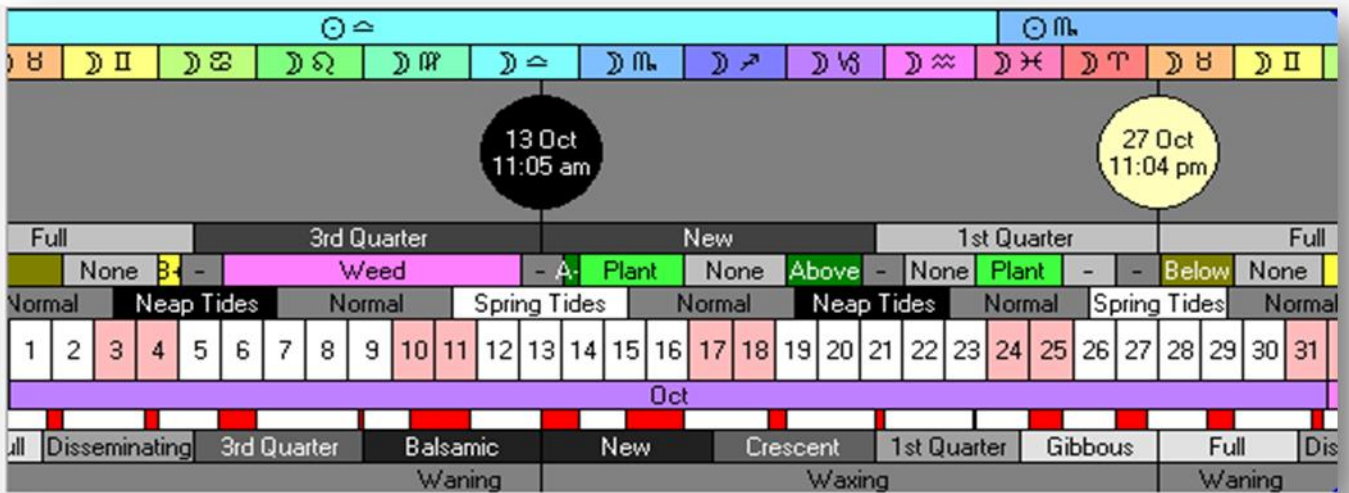 ☉ ♎ ☉ ♏
☽ ♉ ☽ ♊ ☽ ♋ ☽ ♌ ☽ ♍ ☽ ♎ ☽ ♏ ☽ ♐ ☽ ♑ ☽ ♒ ☽ ♓ ☽ ♈ ☽ ♉ ☽ ♊
13 Oct 27 Oct
11:05 am 11:04 pm
Full 3rd Quarter New 1st Quarter Full
None B+ - Weed - A- Plant None Above - None Plant - - Below None
Normal Neap Tides Normal Spring Tides Normal Neap Tides Normal Spring Tides Normal
1 2 3 4 5 6 7 8 9 10 11 12 13 14 15 16 17 18 19 20 21 22 23 24 25 26 27 28 29 30 31
Oct
ull Disseminating 3rd Quarter Balsamic New Crescent 1st Quarter Gibbous Full Dis
Waning Waxing Waning